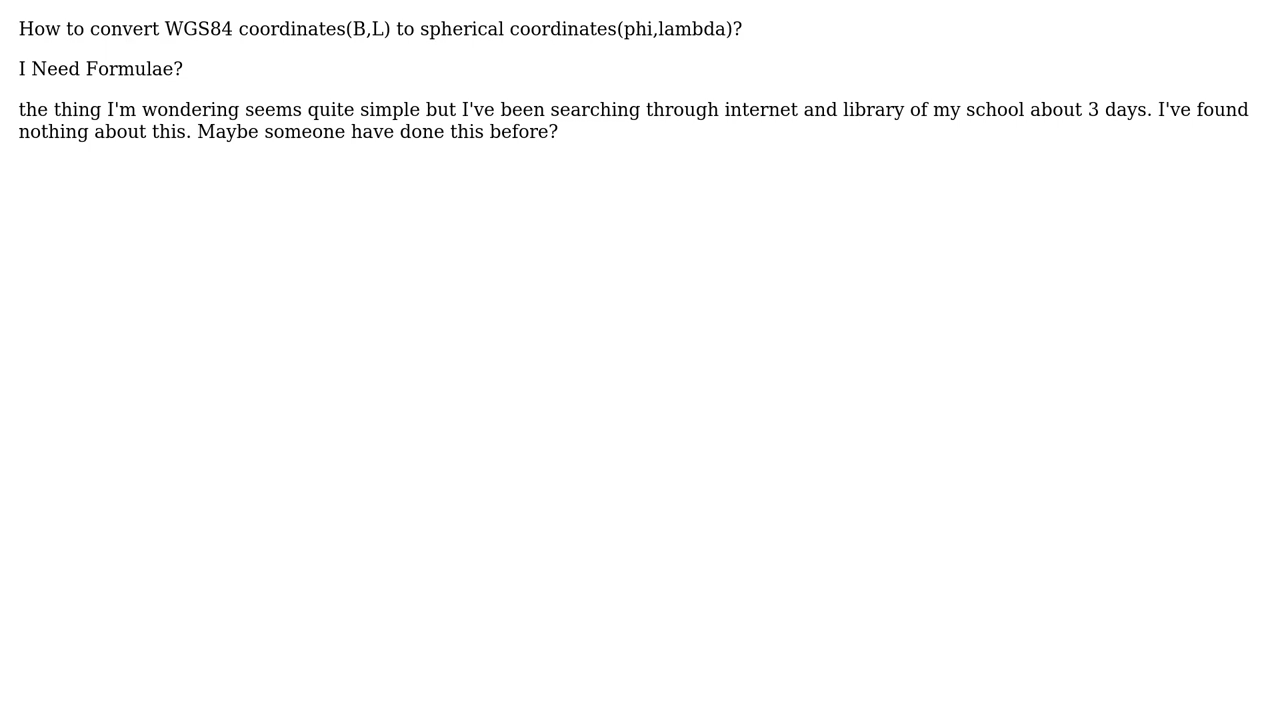 How to convert WGS84 coordinates(B,L) to spherical coordinates(phi,lambda)?
I Need Formulae?
the thing I'm wondering seems quite simple but I've been searching through internet and library of my school about 3 days. I've found
nothing about this. Maybe someone have done this before?